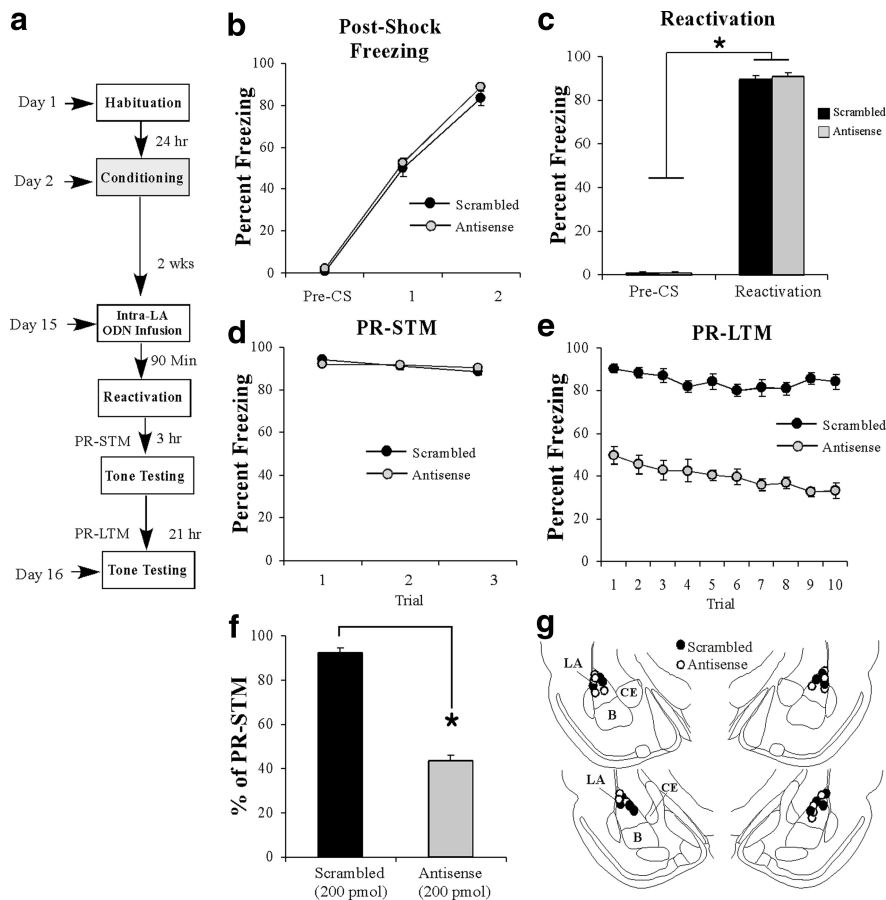 a
Day 1
Habituation
24 hr
Day 2
Conditioning
2 wks
Day 15
Intra-LA
ODN Infusion
90 Min
Reactivation
PR-STM
3 hr
Tone Testing
PR-LTM
21 hr
Day 16
Tone Testing
b
Post-Shock
Freezing
Percent Freezing
100
80
60
40
20
0
Scrambled
Antisense
Pre-CS
1
2
c
Reactivation
*
Percent Freezing
100
80
60
40
20
0
Scrambled
Antisense
Pre-CS
Reactivation
d
PR-STM
Percent Freezing
100
80
60
40
20
0
Scrambled
Antisense
1
2
3
Trial
e
PR-LTM
Percent Freezing
100
80
60
40
20
0
Scrambled
Antisense
1 2 3 4 5 6 7 8 9 10
Trial
f
% of PR-STM
100
80
60
40
20
0
*
Scrambled
(200 pmol)
Antisense
(200 pmol)
g
Scrambled
Antisense
LA
CE
B
LA
CE
B